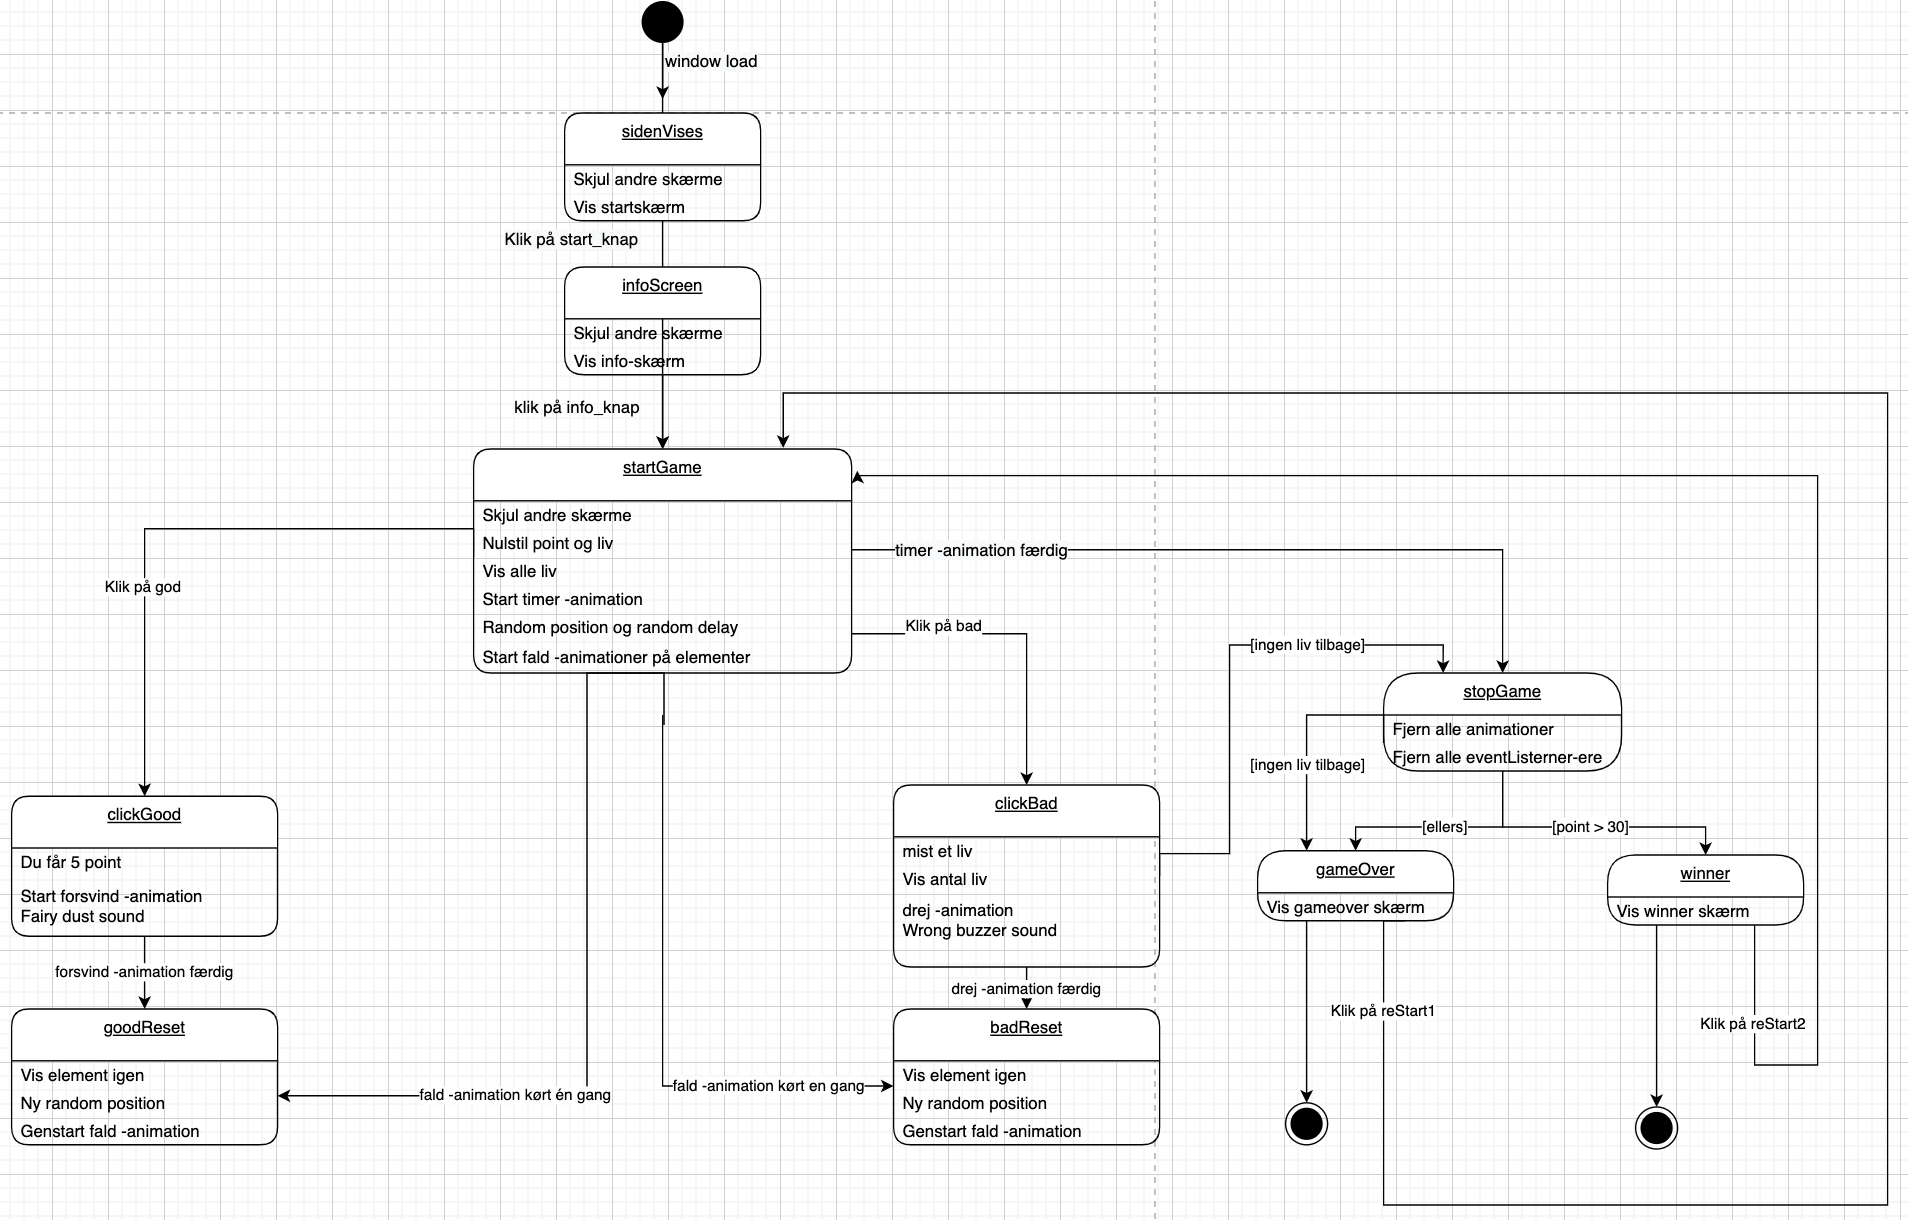 window load
sidenVises
Skjul andre skærme
Vis startskærm
Klik på start_knap
infoScreen
Skjul andre skærme
Vis info-skærm
klik på info_knap
startGame
Skjul andre skærme
Nulstil point og liv
Vis alle liv
Start timer -animation
Random position og random delay
Start fald -animationer på elementer
Klik på god
timer -animation færdig
Klik på bad
[ingen liv tilbage]
stopGame
Fjern alle animationer
Fjern alle eventListerner-ere
[ingen liv tilbage]
[ellers]
[point > 30]
clickGood
Du får 5 point
Start forsvind -animation
Fairy dust sound
clickBad
mist et liv
Vis antal liv
drej -animation
Wrong buzzer sound
gameOver
Vis gameover skærm
winner
Vis winner skærm
forsvind -animation færdig
drej -animation færdig
Klik på reStart1
Klik på reStart2
goodReset
Vis element igen
Ny random position
Genstart fald -animation
fald -animation kørt én gang
fald -animation kørt en gang
badReset
Vis element igen
Ny random position
Genstart fald -animation